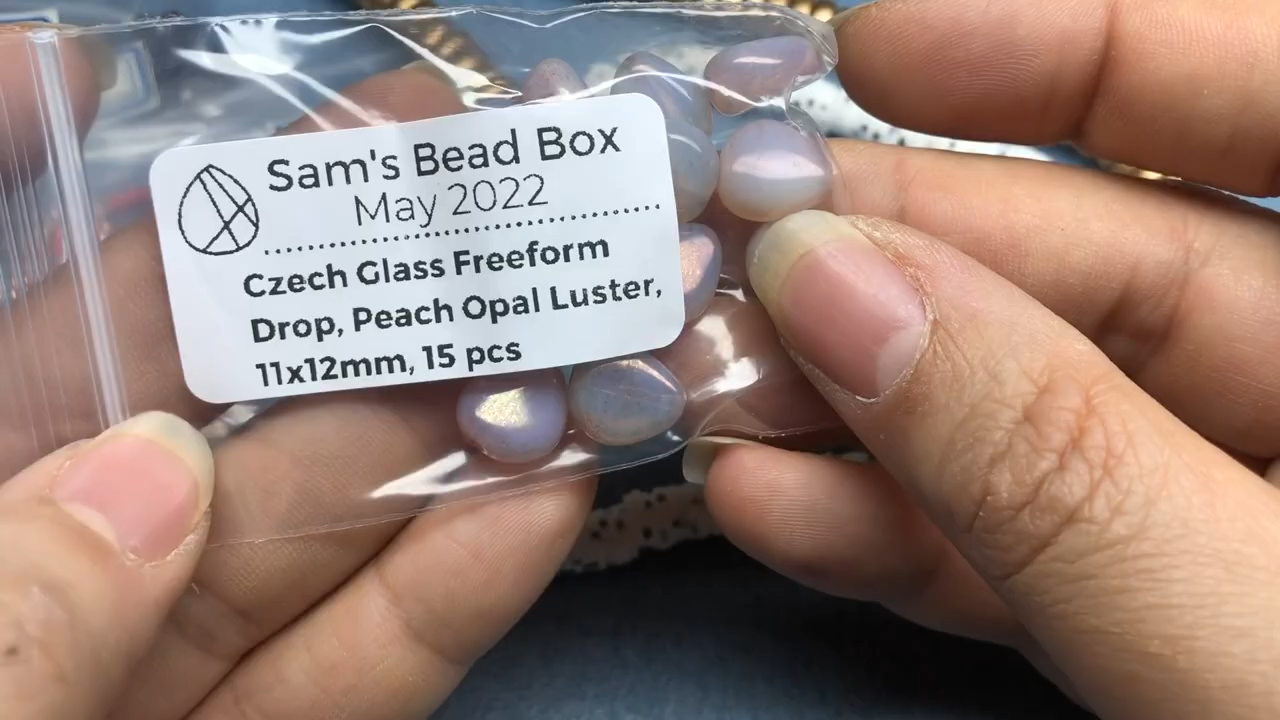 Sam's Bead Box
May 2022
Czech Glass Freeform
Drop, Peach Opal Luster,
11x12mm, 15 pcs